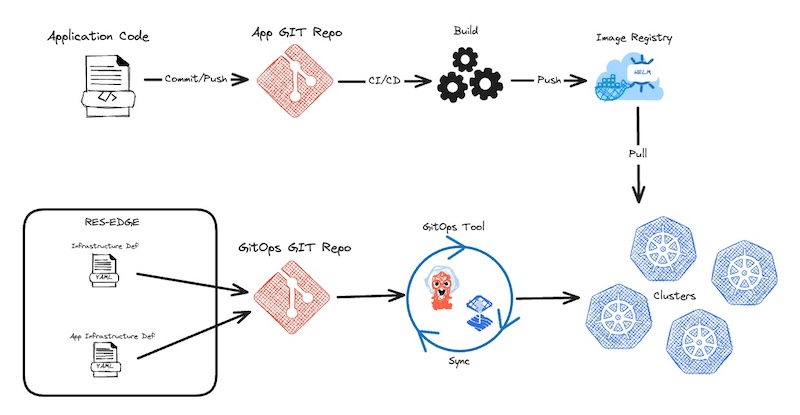 Application Code
App GIT Repo
Build
Image Registry
HELM
Commit/Push
CI/CD
Push
Pull
RES-EDGE
Infrastructure Def
YAML
GitOps GIT Repo
GitOps Tool
Clusters
App Infrastructure Def
YAML
Sync